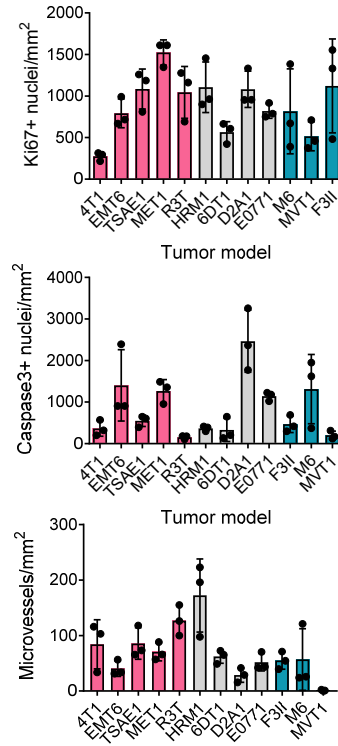 Ki67+ nuclei/mm²
2000
1500
1000
500
0
4T1
EMT6
TSAE1
MET1
R3T
HRM1
6DT1
D2A1
E0771
M6
MVT1
F3II
Tumor model
Caspase3+ nuclei/mm²
4000
3000
2000
1000
0
4T1
EMT6
TSAE1
MET1
R3T
HRM1
6DT1
D2A1
E0771
F3II
M6
MVT1
Tumor model
Microvessels/mm²
300
200
100
0
4T1
EMT6
TSAE1
MET1
R3T
HRM1
6DT1
D2A1
E0771
F3II
M6
MVT1